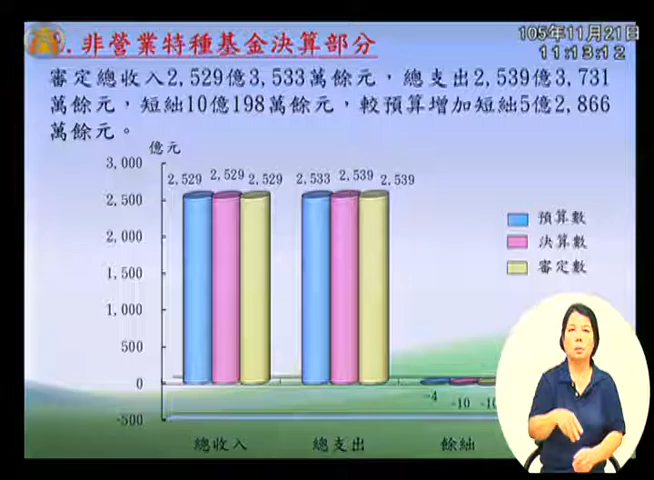 105年11月21日
11:13:12
. 非營業特種基金決算部分
審定總收入2,529億3,533萬餘元，總支出2,539億3,731
萬餘元，短絀10億198萬餘元，較預算增加短絀5億2,866
萬餘元。
億元
3,000
2,500
2,000
1,500
1,000
500
0
-500
2,529 2,529 2,529
2,533 2,539 2,539
-4 -10 -10
預算數
決算數
審定數
總收入 總支出 餘絀